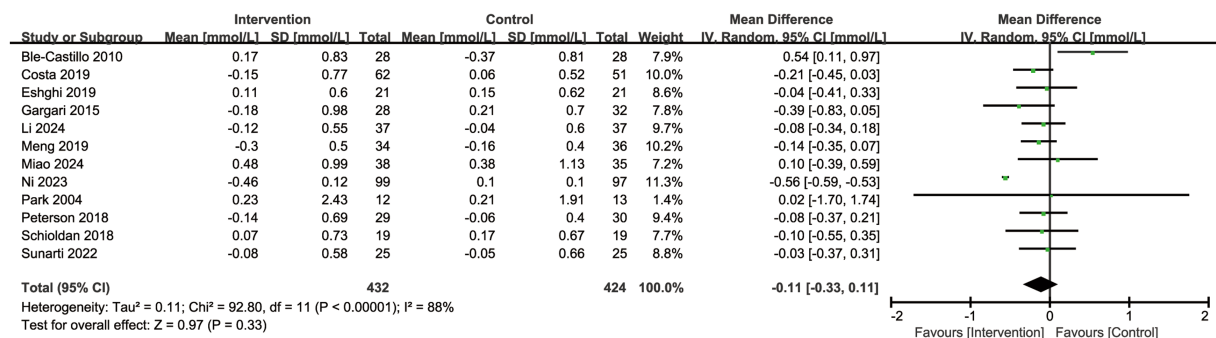 Intervention Control Mean Difference Mean Difference
Study or Subgroup Mean [mmol/L] SD [mmol/L] Total Mean [mmol/L] SD [mmol/L] Total Weight IV. Random. 95% CI [mmol/L] IV. Random. 95% CI [mmol/L]
Ble-Castillo 2010 0.17 0.83 28 -0.37 0.81 28 7.9% 0.54 [0.11, 0.97]
Costa 2019 -0.15 0.77 62 0.06 0.52 51 10.0% -0.21 [-0.45, 0.03]
Eshghi 2019 0.11 0.6 21 0.15 0.62 21 8.6% -0.04 [-0.41, 0.33]
Gargari 2015 -0.18 0.98 28 0.21 0.7 32 7.8% -0.39 [-0.83, 0.05]
Li 2024 -0.12 0.55 37 -0.04 0.6 37 9.7% -0.08 [-0.34, 0.18]
Meng 2019 -0.3 0.5 34 -0.16 0.4 36 10.2% -0.14 [-0.35, 0.07]
Miao 2024 0.48 0.99 38 0.38 1.13 35 7.2% 0.10 [-0.39, 0.59]
Ni 2023 -0.46 0.12 99 0.1 0.1 97 11.3% -0.56 [-0.59, -0.53]
Park 2004 0.23 2.43 12 0.21 1.91 13 1.4% 0.02 [-1.70, 1.74]
Peterson 2018 -0.14 0.69 29 -0.06 0.4 30 9.4% -0.08 [-0.37, 0.21]
Schioldan 2018 0.07 0.73 19 0.17 0.67 19 7.7% -0.10 [-0.55, 0.35]
Sunarti 2022 -0.08 0.58 25 -0.05 0.66 25 8.8% -0.03 [-0.37, 0.31]
Total (95% CI) 432 424 100.0% -0.11 [-0.33, 0.11]
Heterogeneity: Tau² = 0.11; Chi² = 92.80, df = 11 (P < 0.00001); I² = 88%
Test for overall effect: Z = 0.97 (P = 0.33)
-2 -1 0 1 2
Favours [Intervention] Favours [Control]